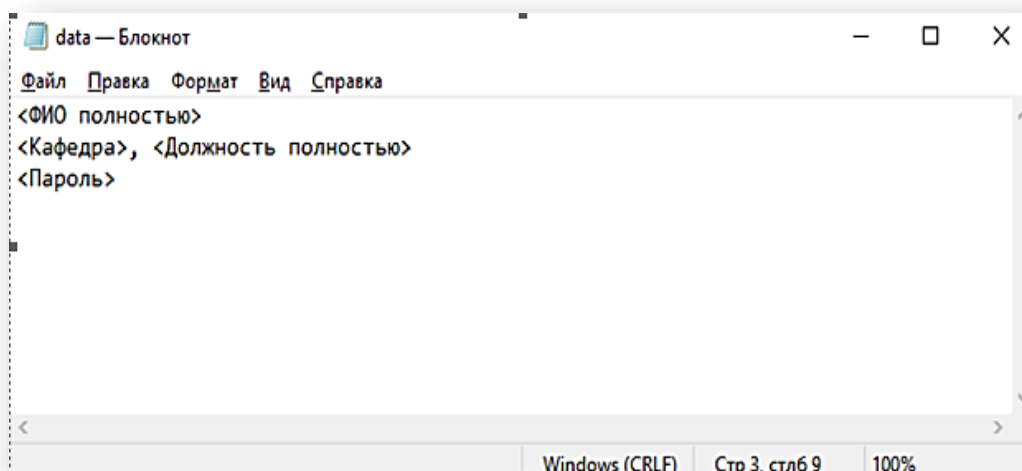 data — Блокнот
Файл Правка Формат Вид Справка
<ФИО полностью>
<Кафедра>, <Должность полностью>
<Пароль>
Windows (CRLF) Стр 3, стлб 9 100%